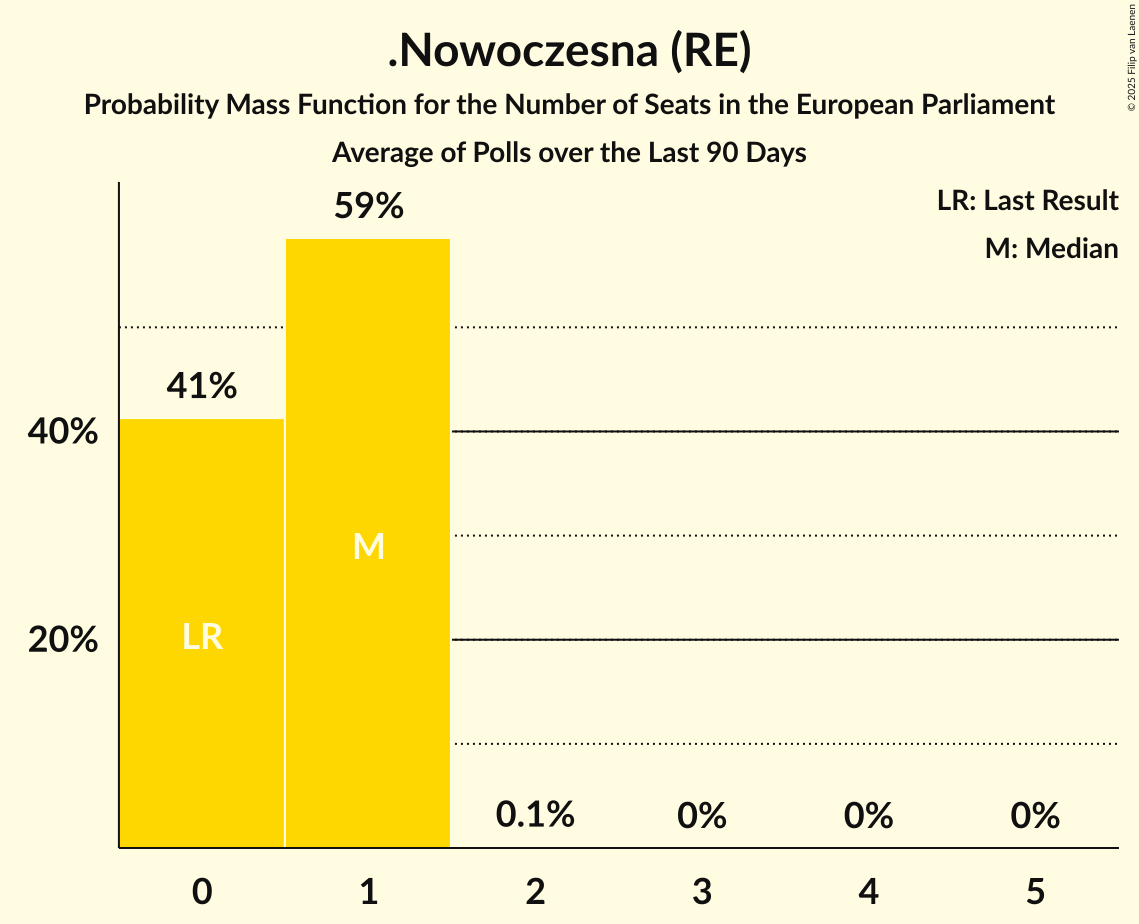 .Nowoczesna (RE)
Probability Mass Function for the Number of Seats in the European Parliament
Average of Polls over the Last 90 Days
© 2025 Filip van Laenen
LR: Last Result
M: Median
59%
41%
40%
20%
M
LR
0.1%
0%
0%
0%
0
1
2
3
4
5